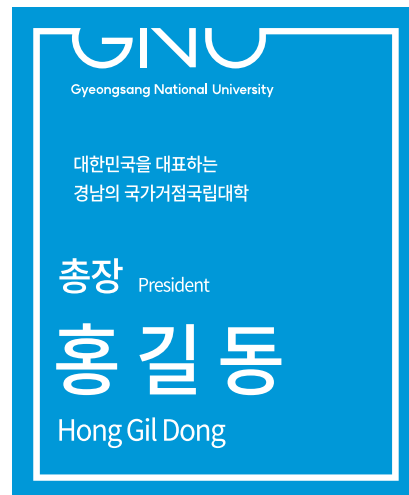 GNU
Gyeongsang National University
대한민국을 대표하는
경남의 국가거점국립대학
총장 President
홍길동
Hong Gil Dong